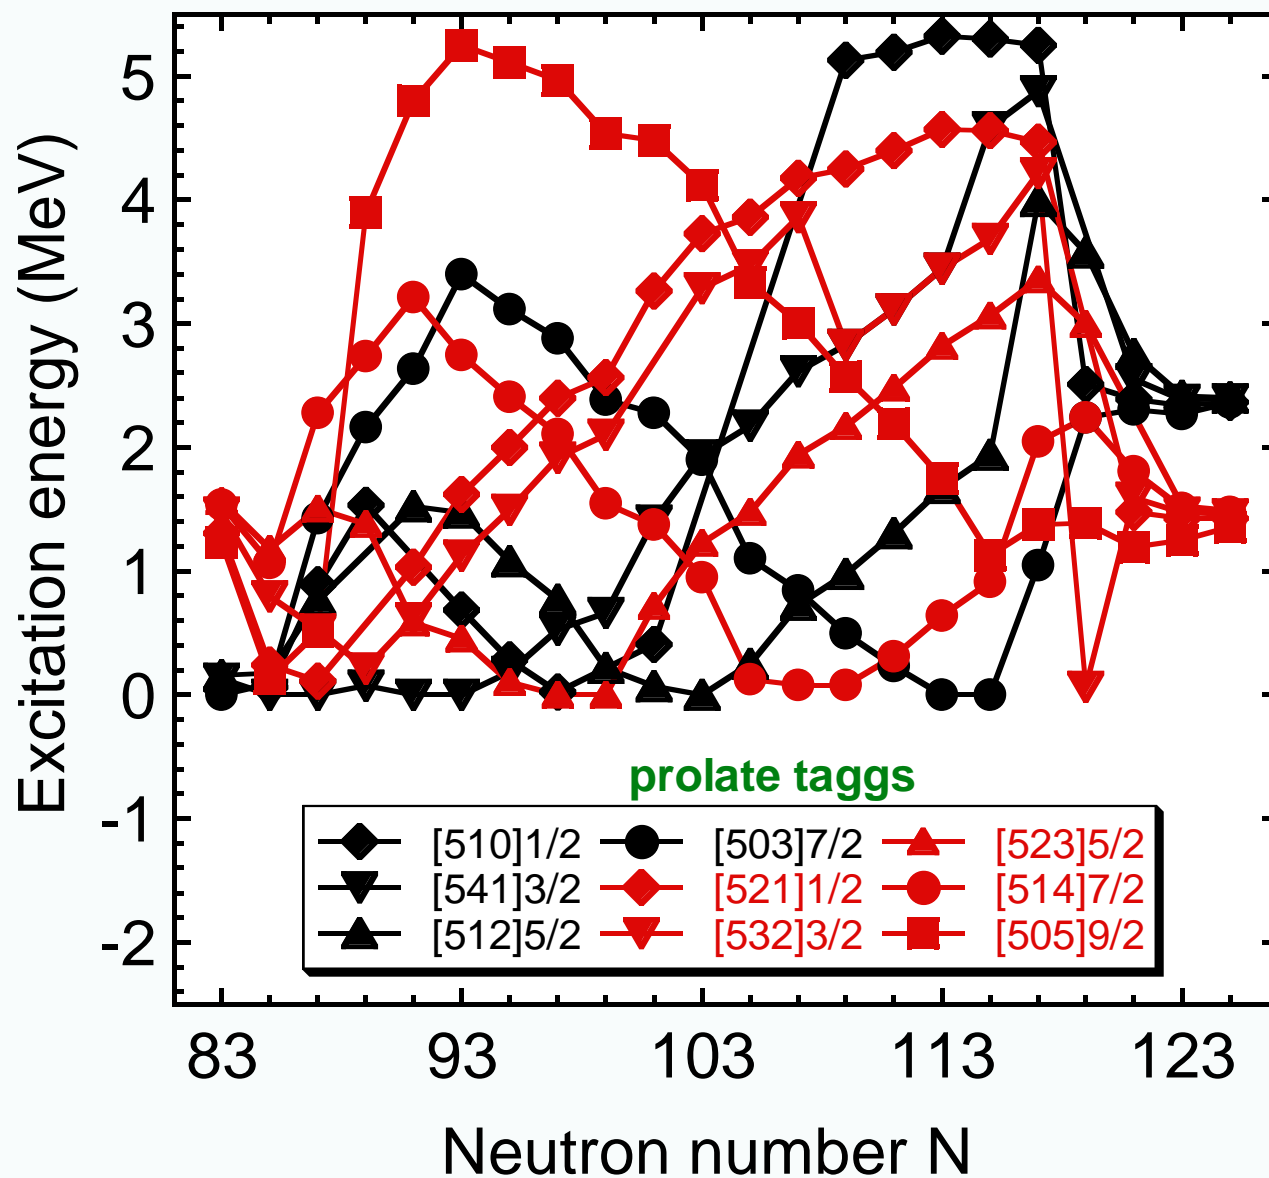 Excitation energy (MeV)
5
4
3
2
1
0
-1
-2
prolate taggs
[510]1/2 [503]7/2 [523]5/2
[541]3/2 [521]1/2 [514]7/2
[512]5/2 [532]3/2 [505]9/2
83 93 103 113 123
Neutron number N